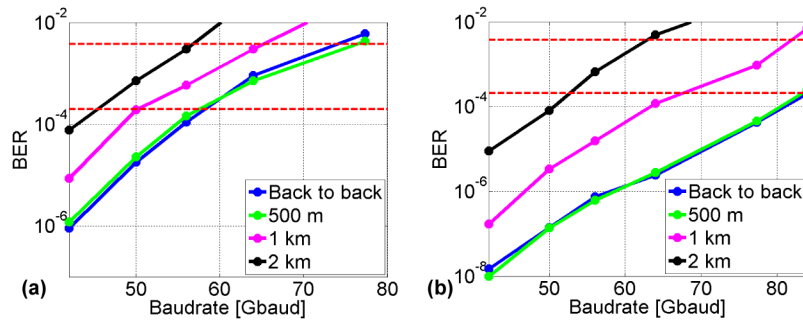 10^-2
10^-4
10^-6
BER
50
60
70
80
Baudrate [Gbaud]
(a)
Back to back
500 m
1 km
2 km
10^-2
10^-4
10^-6
10^-8
BER
50
60
70
80
Baudrate [Gbaud]
(b)
Back to back
500 m
1 km
2 km